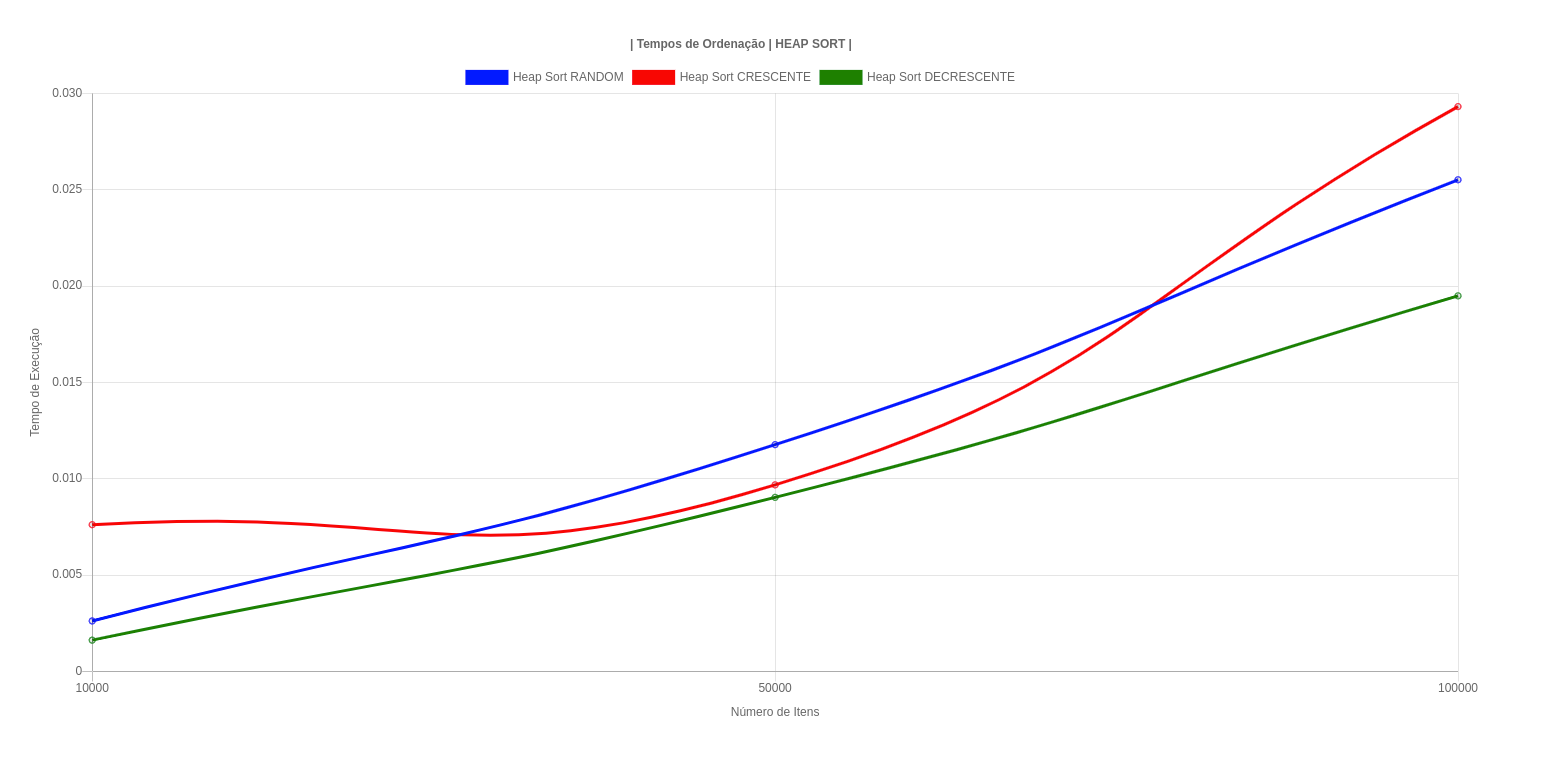 | Tempos de Ordenação | HEAP SORT |
Heap Sort RANDOM Heap Sort CRESCENTE Heap Sort DECRESCENTE
0.030
0.025
0.020
0.015
0.010
0.005
0
Tempo de Execução
10000 50000 100000
Número de Itens